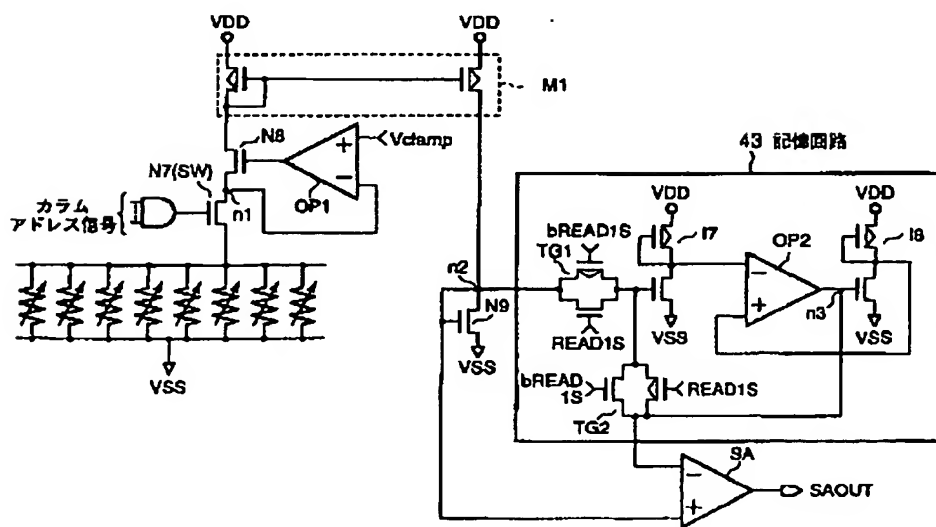 VDD
VDD
M1
N8
Vclamp
+
−
OP1
N7(SW)
n1
カラム
アドレス信号
VSS
43 記憶回路
VDD
VDD
I7
OP2
I8
bREAD1S
TG1
n2
N9
READ1S
VSS
VSS
−
+
n3
VSS
bREAD
1S
READ1S
TG2
SA
−
+
SAOUT